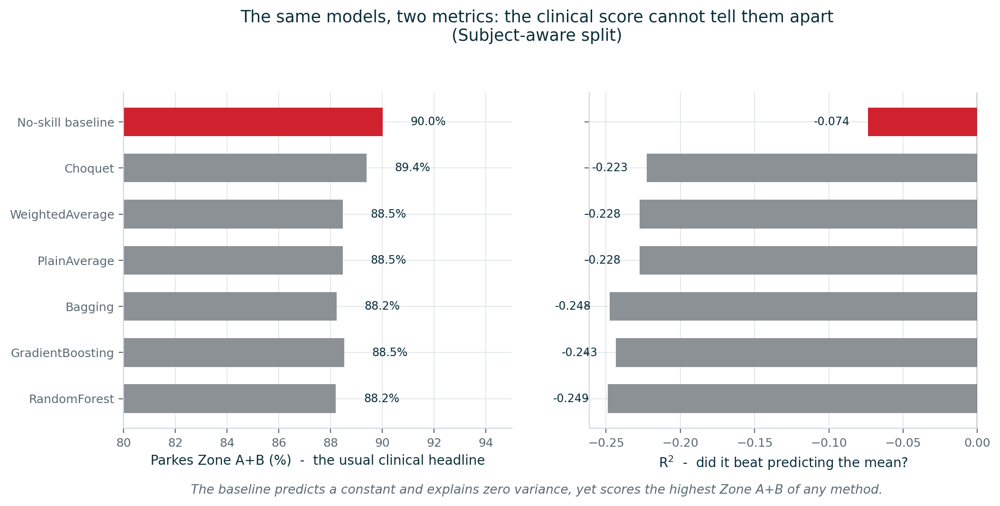 The same models, two metrics: the clinical score cannot tell them apart
(Subject-aware split)
No-skill baseline
90.0%
-0.074
Choquet
89.4%
-0.223
WeightedAverage
88.5%
-0.228
PlainAverage
88.5%
-0.228
Bagging
88.2%
-0.248
GradientBoosting
88.5%
-0.243
RandomForest
88.2%
-0.249
80 82 84 86 88 90 92 94
−0.25 −0.20 −0.15 −0.10 −0.05 0.00
Parkes Zone A+B (%) - the usual clinical headline
R² - did it beat predicting the mean?
The baseline predicts a constant and explains zero variance, yet scores the highest Zone A+B of any method.